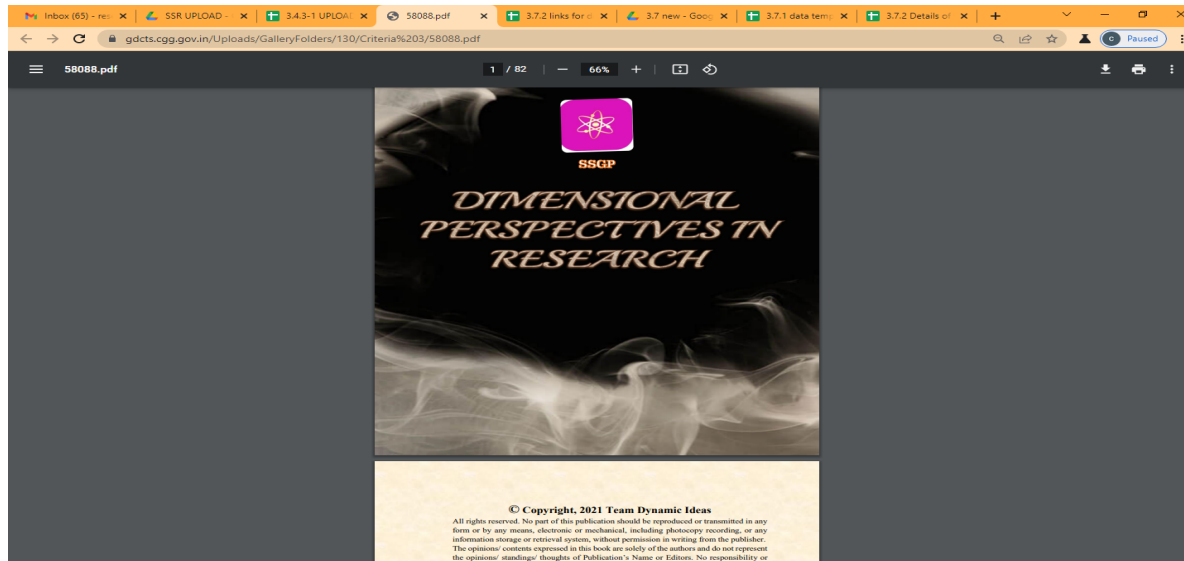 Inbox (65) - res
SSR UPLOAD -
3.4.3-1 UPLOAD
58088.pdf
3.7.2 links for d
3.7 new - Goog
3.7.1 data temp
3.7.2 Details of
gdcts.cgg.gov.in/Uploads/GalleryFolders/130/Criteria%203/58088.pdf
C
Paused
58088.pdf
1 / 82
66%
SSGP
DIMENSIONAL
PERSPECTIVES IN
RESEARCH
© Copyright, 2021 Team Dynamic Ideas
All rights reserved. No part of this publication should be reproduced or transmitted in any
form or by any means, electronic or mechanical, including photocopy recording, or any
information storage or retrieval system, without permission in writing from the publisher.
The opinions/ contents expressed in this book are solely of the authors and do not represent
the opinions/ standings/ thoughts of Publication's Name or Editors. No responsibility or